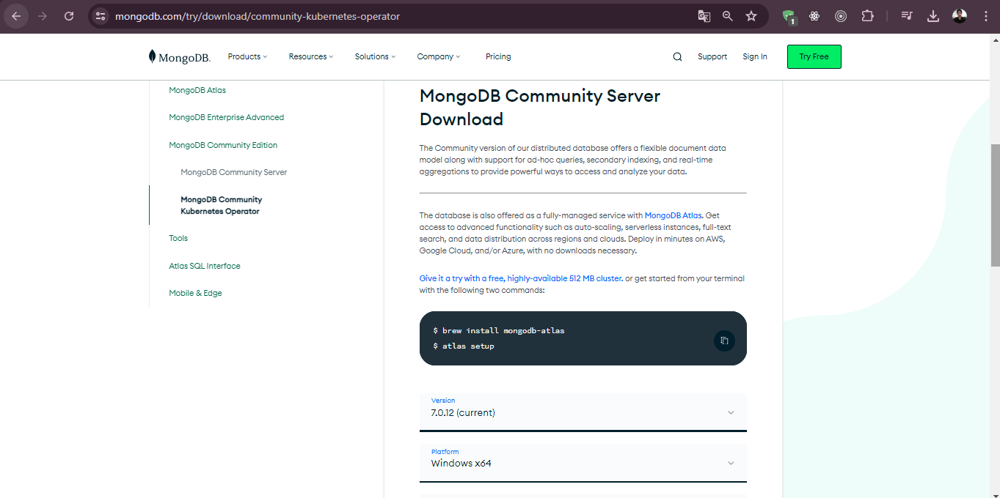 mongodb.com/try/download/community-kubernetes-operator
1
MongoDB.
Products
Resources
Solutions
Company
Pricing
Support
Sign In
Try Free
MongoDB Atlas
MongoDB Enterprise Advanced
MongoDB Community Edition
MongoDB Community Server
MongoDB Community
Kubernetes Operator
Tools
Atlas SQL Interface
Mobile & Edge
MongoDB Community Server
Download
The Community version of our distributed database offers a flexible document data
model along with support for ad-hoc queries, secondary indexing, and real-time
aggregations to provide powerful ways to access and analyze your data.
The database is also offered as a fully-managed service with MongoDB Atlas. Get
access to advanced functionality such as auto-scaling, serverless instances, full-text
search, and data distribution across regions and clouds. Deploy in minutes on AWS,
Google Cloud, and/or Azure, with no downloads necessary.
Give it a try with a free, highly-available 512 MB cluster. or get started from your terminal
with the following two commands:
$ brew install mongodb-atlas
$ atlas setup
Version
7.0.12 (current)
Platform
Windows x64